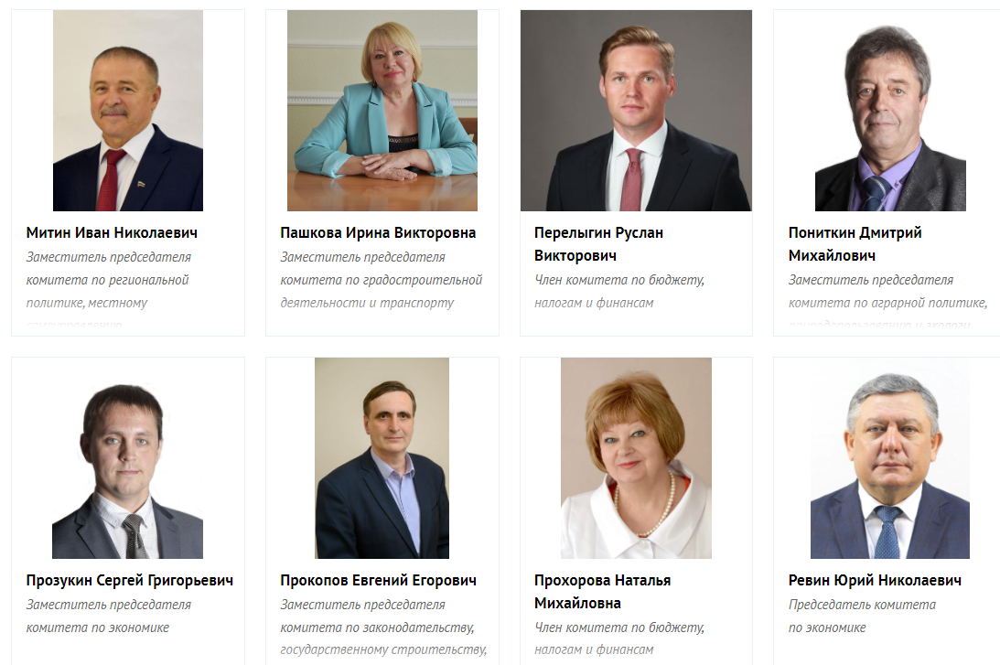 Митин Иван Николаевич
Заместитель председателя
комитета по региональной
политике, местному
самоуправлению
Пашкова Ирина Викторовна
Заместитель председателя
комитета по градостроительной
деятельности и транспорту
Перелыгин Руслан
Викторович
Член комитета по бюджету,
налогам и финансам
Пониткин Дмитрий
Михайлович
Заместитель председателя
комитета по аграрной политике,
природопользованию и экологи
Прозукин Сергей Григорьевич
Заместитель председателя
комитета по экономике
Прокопов Евгений Егорович
Заместитель председателя
комитета по законодательству,
государственному строительству,
Прохорова Наталья
Михайловна
Член комитета по бюджету,
налогам и финансам
Ревин Юрий Николаевич
Председатель комитета
по экономике